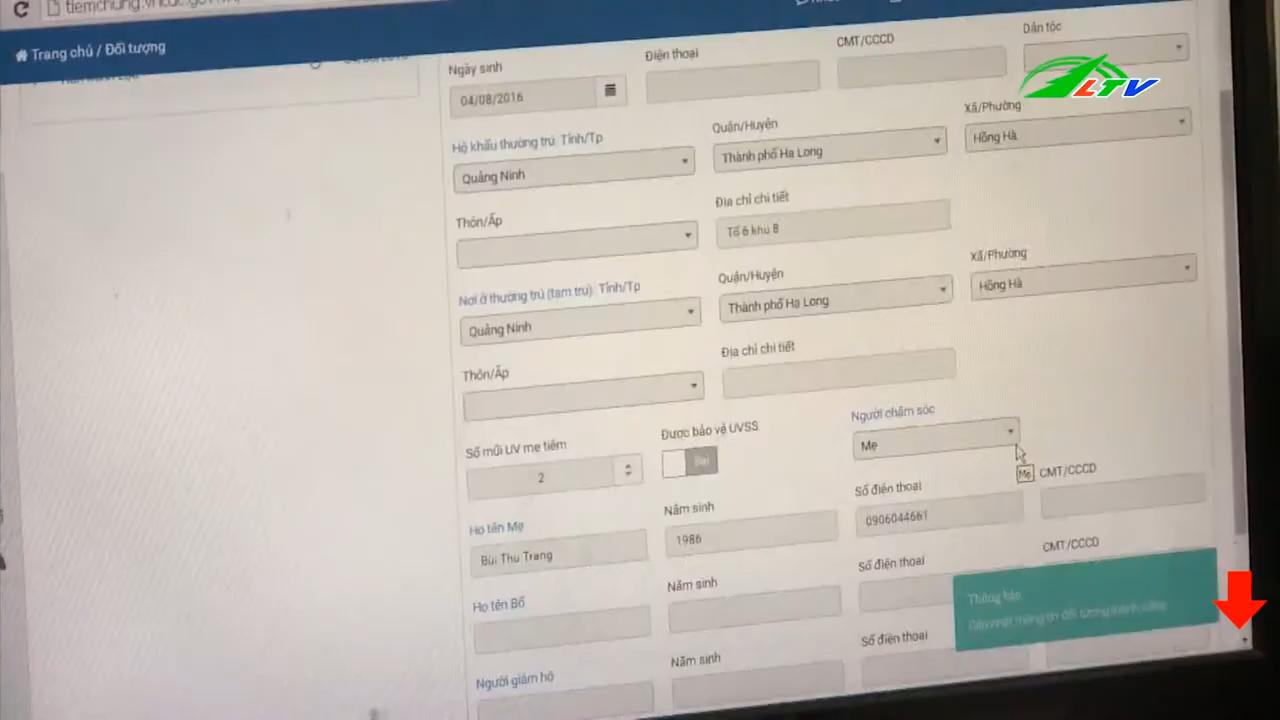 Trang chủ / Đối tượng
Ngày sinh
Điện thoại
CMT/CCCD
Dân tộc
04/08/2016
LTV
Hộ khẩu thường trú: Tỉnh/Tp
Quận/Huyện
Xã/Phường
Quảng Ninh
Thành phố Hạ Long
Hồng Hà
Thôn/Ấp
Địa chỉ chi tiết
Tổ 6 khu 8
Nơi ở thường trú (tạm trú): Tỉnh/Tp
Quận/Huyện
Xã/Phường
Quảng Ninh
Thành phố Hạ Long
Hồng Hà
Thôn/Ấp
Địa chỉ chi tiết
Số mũi UV mẹ tiêm
Được bảo vệ UVSS
Người chăm sóc
2
Mẹ
Mẹ
Họ tên Mẹ
Năm sinh
Số điện thoại
CMT/CCCD
Bùi Thu Trang
1986
0906044661
Họ tên Bố
Năm sinh
Số điện thoại
CMT/CCCD
Thông báo
Người giám hộ
Năm sinh
Số điện thoại